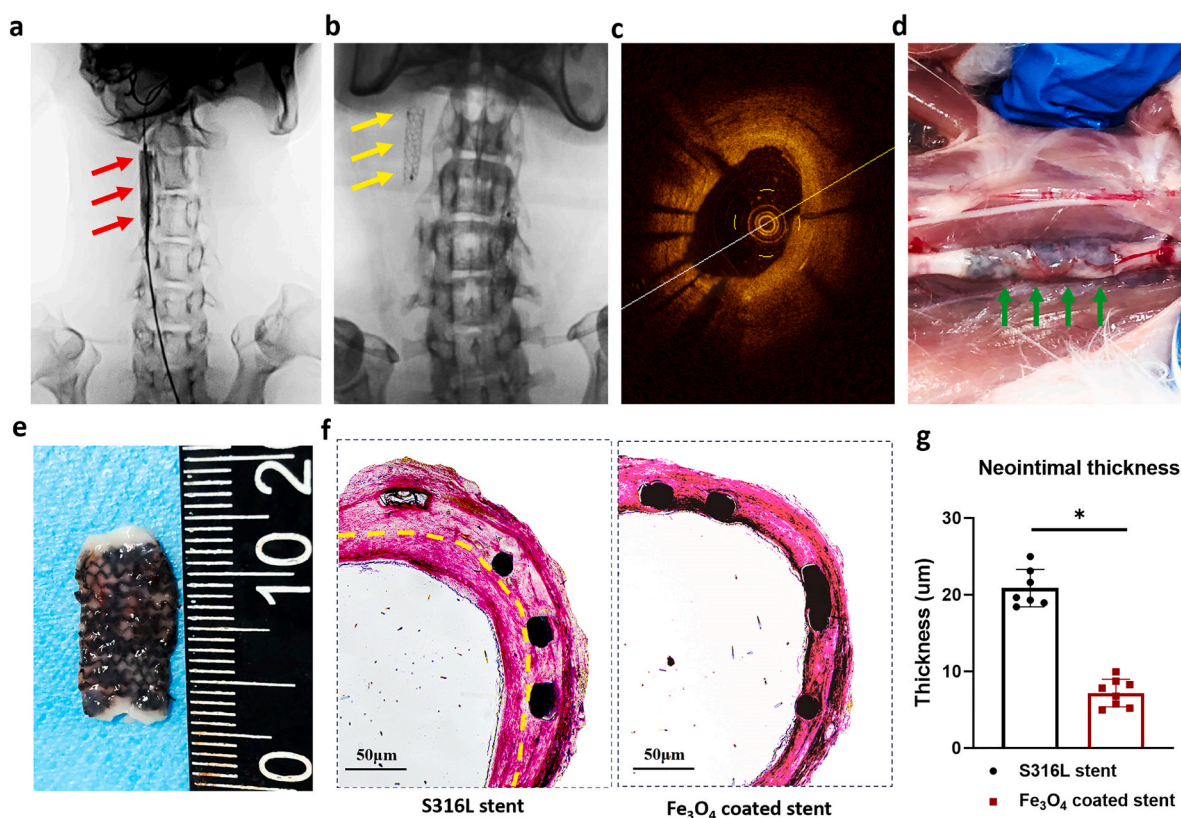 a
b
c
d
e
f
g
2
10
0
50μm
50μm
S316L stent
Fe₃O₄ coated stent
Neointimal thickness
*
Thickness (um)
30
20
10
0
S316L stent
Fe₃O₄ coated stent